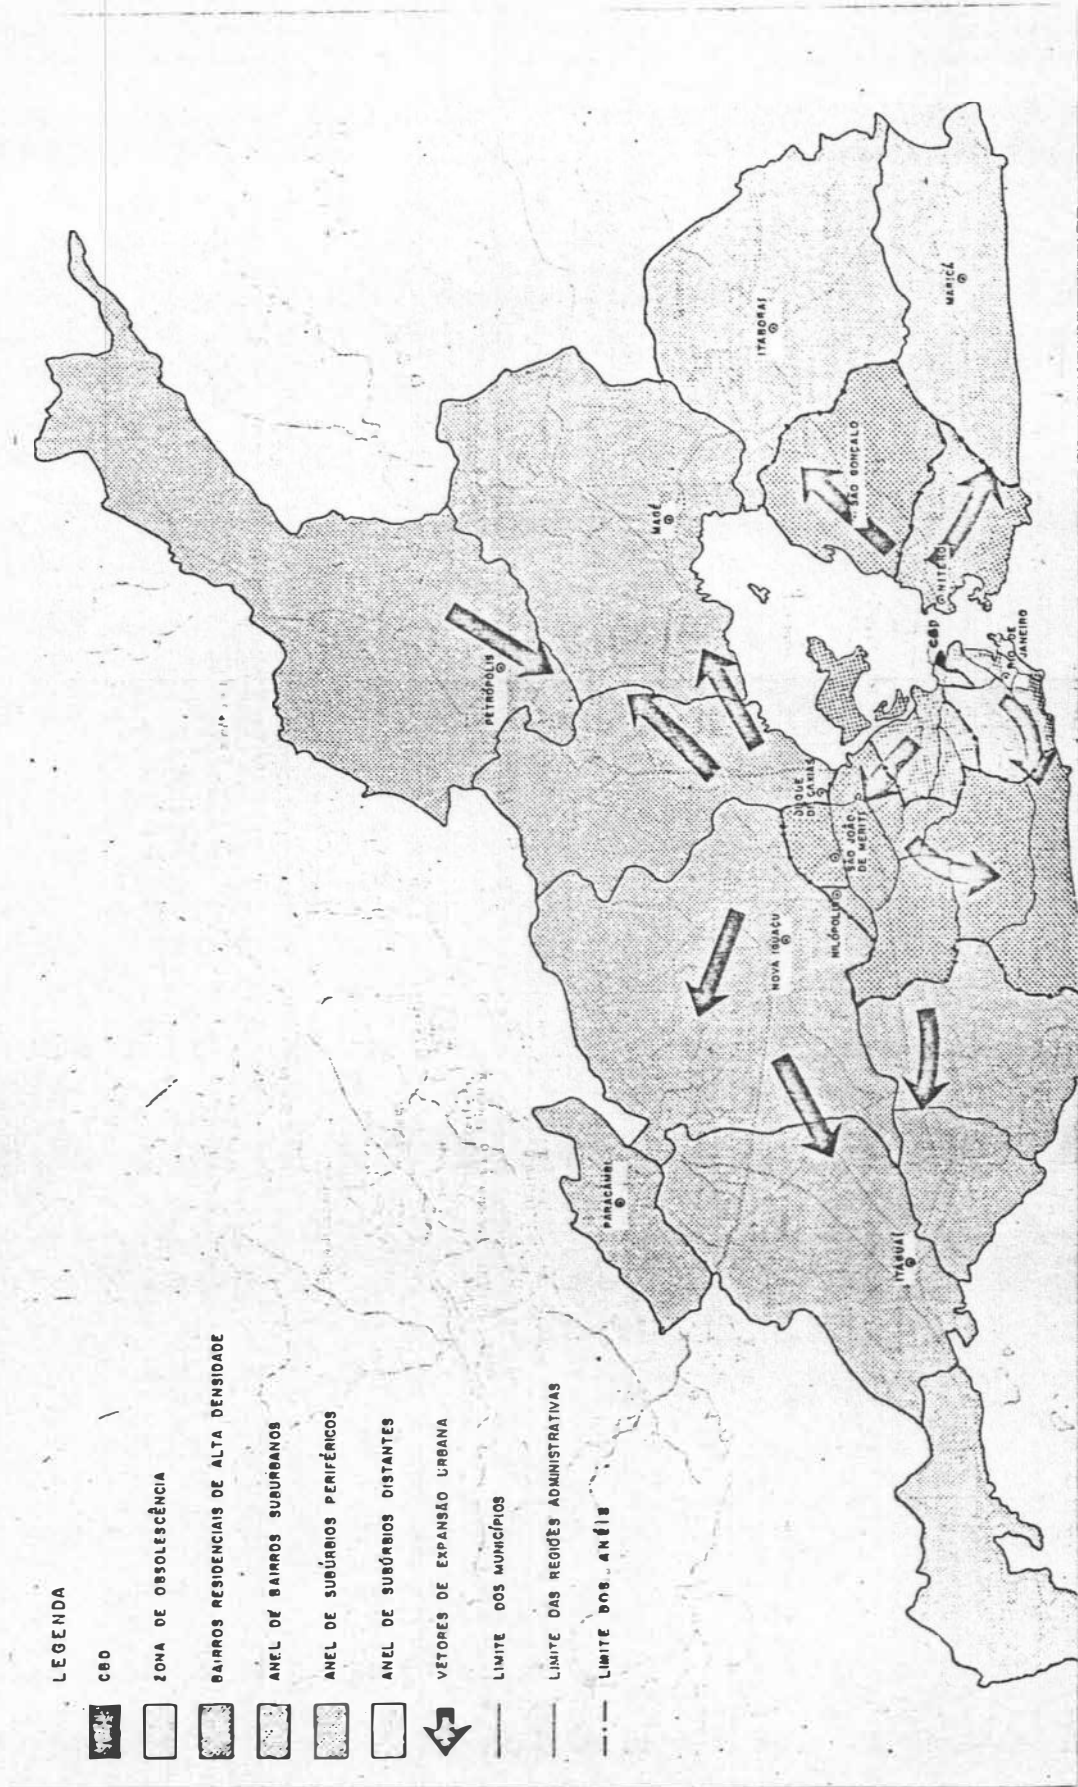 LEGENDA
CBD
ZONA DE OBSOLESCÊNCIA
BAIRROS RESIDENCIAIS DE ALTA DENSIDADE
ANEL DE BAIRROS SUBURBANOS
ANEL DE SUBÚRBIOS PERIFÉRICOS
ANEL DE SUBÚRBIOS DISTANTES
VETORES DE EXPANSÃO URBANA
LIMITE DOS MUNICÍPIOS
LIMITE DAS REGIÕES ADMINISTRATIVAS
LIMITE DOS ANÉIS
PARACAMBI
ITAGUAÍ
NOVA IGUAÇU
NILÓPOLIS
SÃO JOÃO
DE MERITI
DUQUE
DE CAXIAS
PETRÓPOLIS
CBD
RIO DE
JANEIRO
NITERÓI
MAGÉ
SÃO GONÇALO
ITABORAÍ
MARICÁ